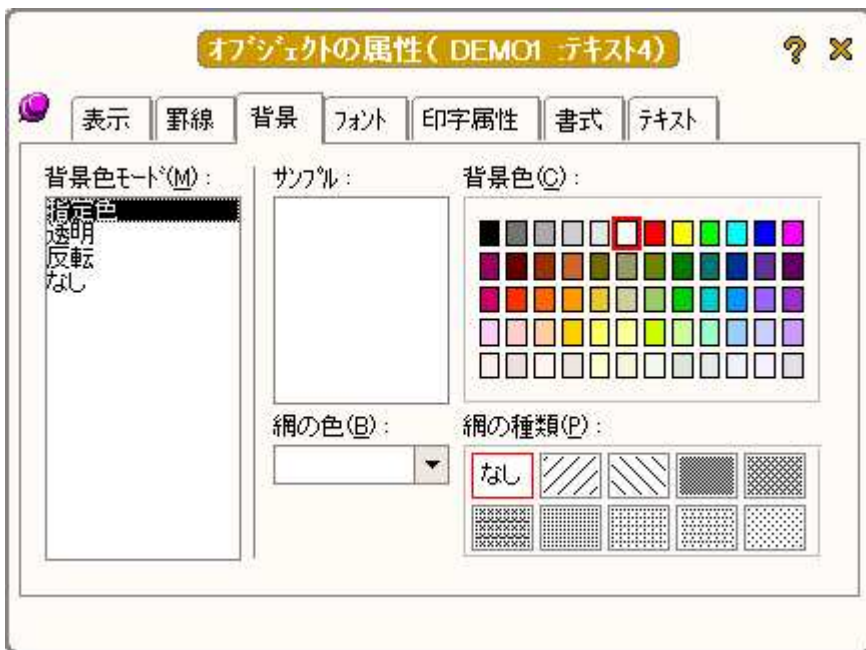 オブジェクトの属性( DEMO1 :テキスト4)
表示 罫線 背景 フォント 印字属性 書式 テキスト
背景色モード(M): サンプル: 背景色(C):
指定色
透明
反転
なし
網の色(B): 網の種類(P):
なし